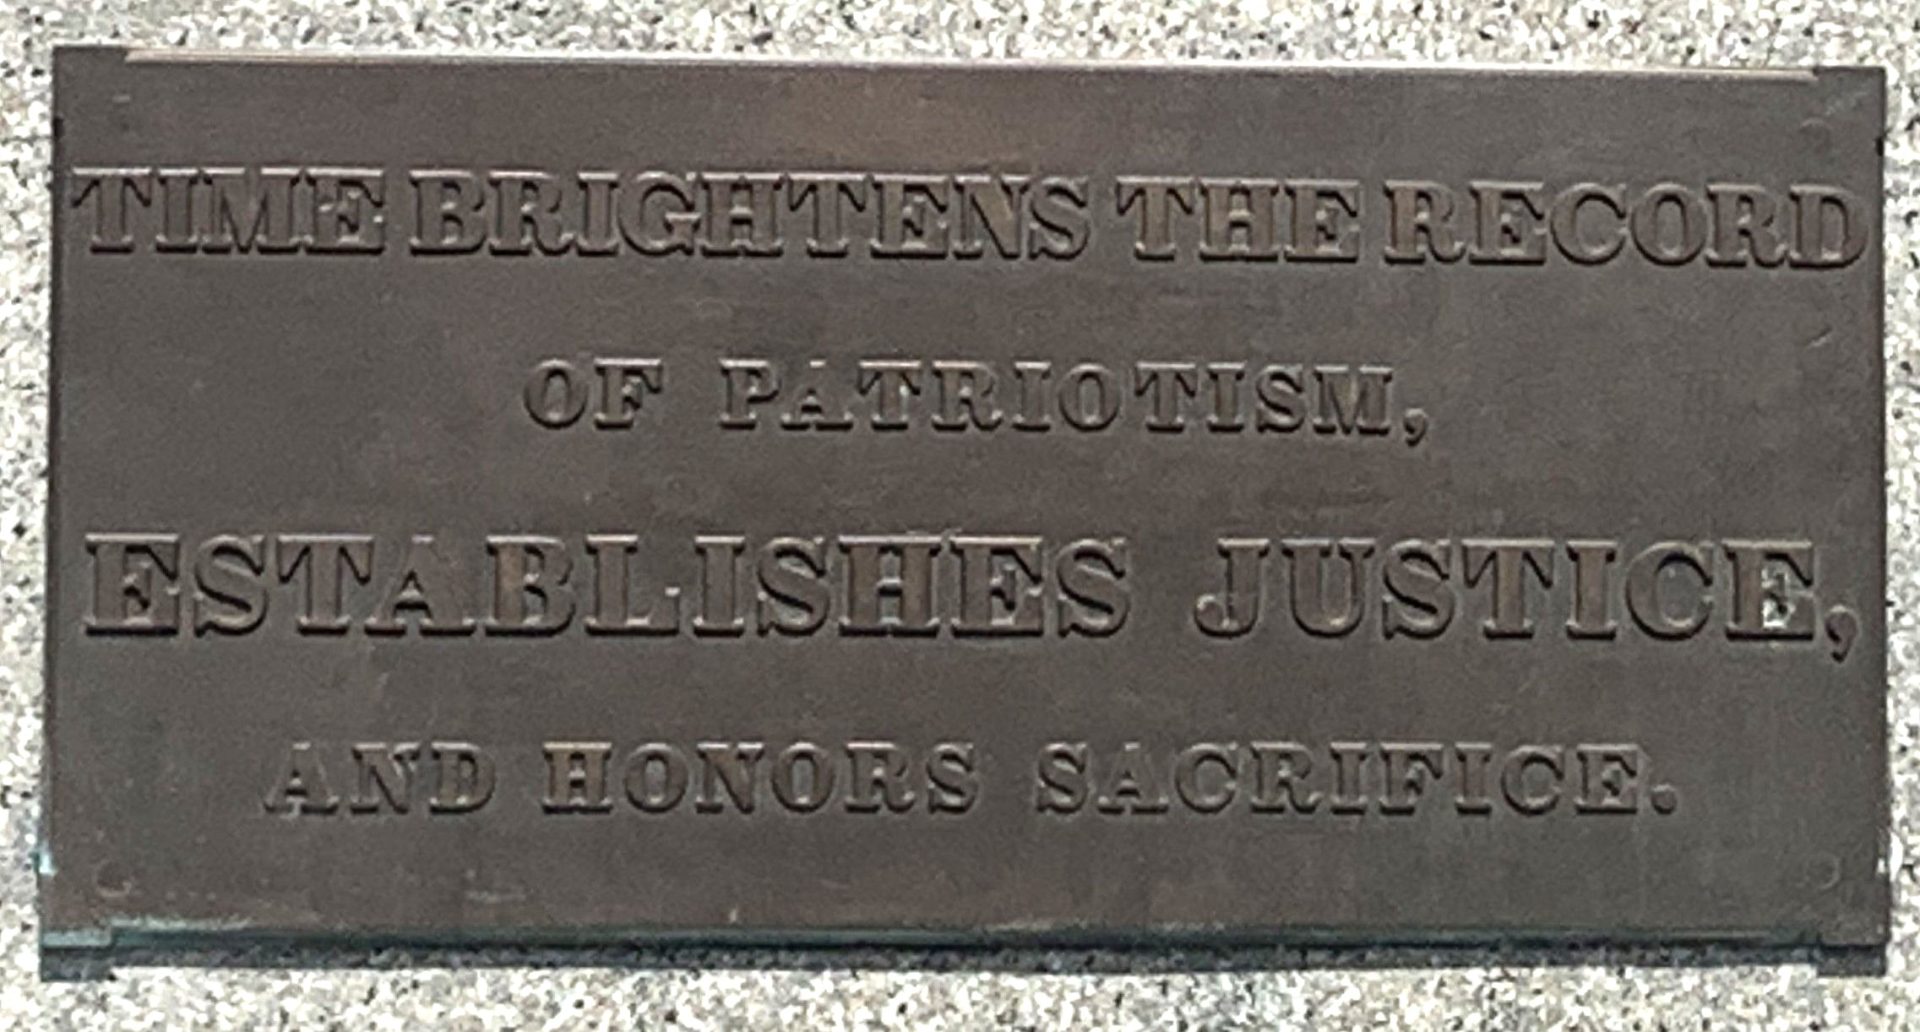 TIME BRIGHTENS THE RECORD
OF PATRIOTISM,
ESTABLISHES JUSTICE,
AND HONORS SACRIFICE.